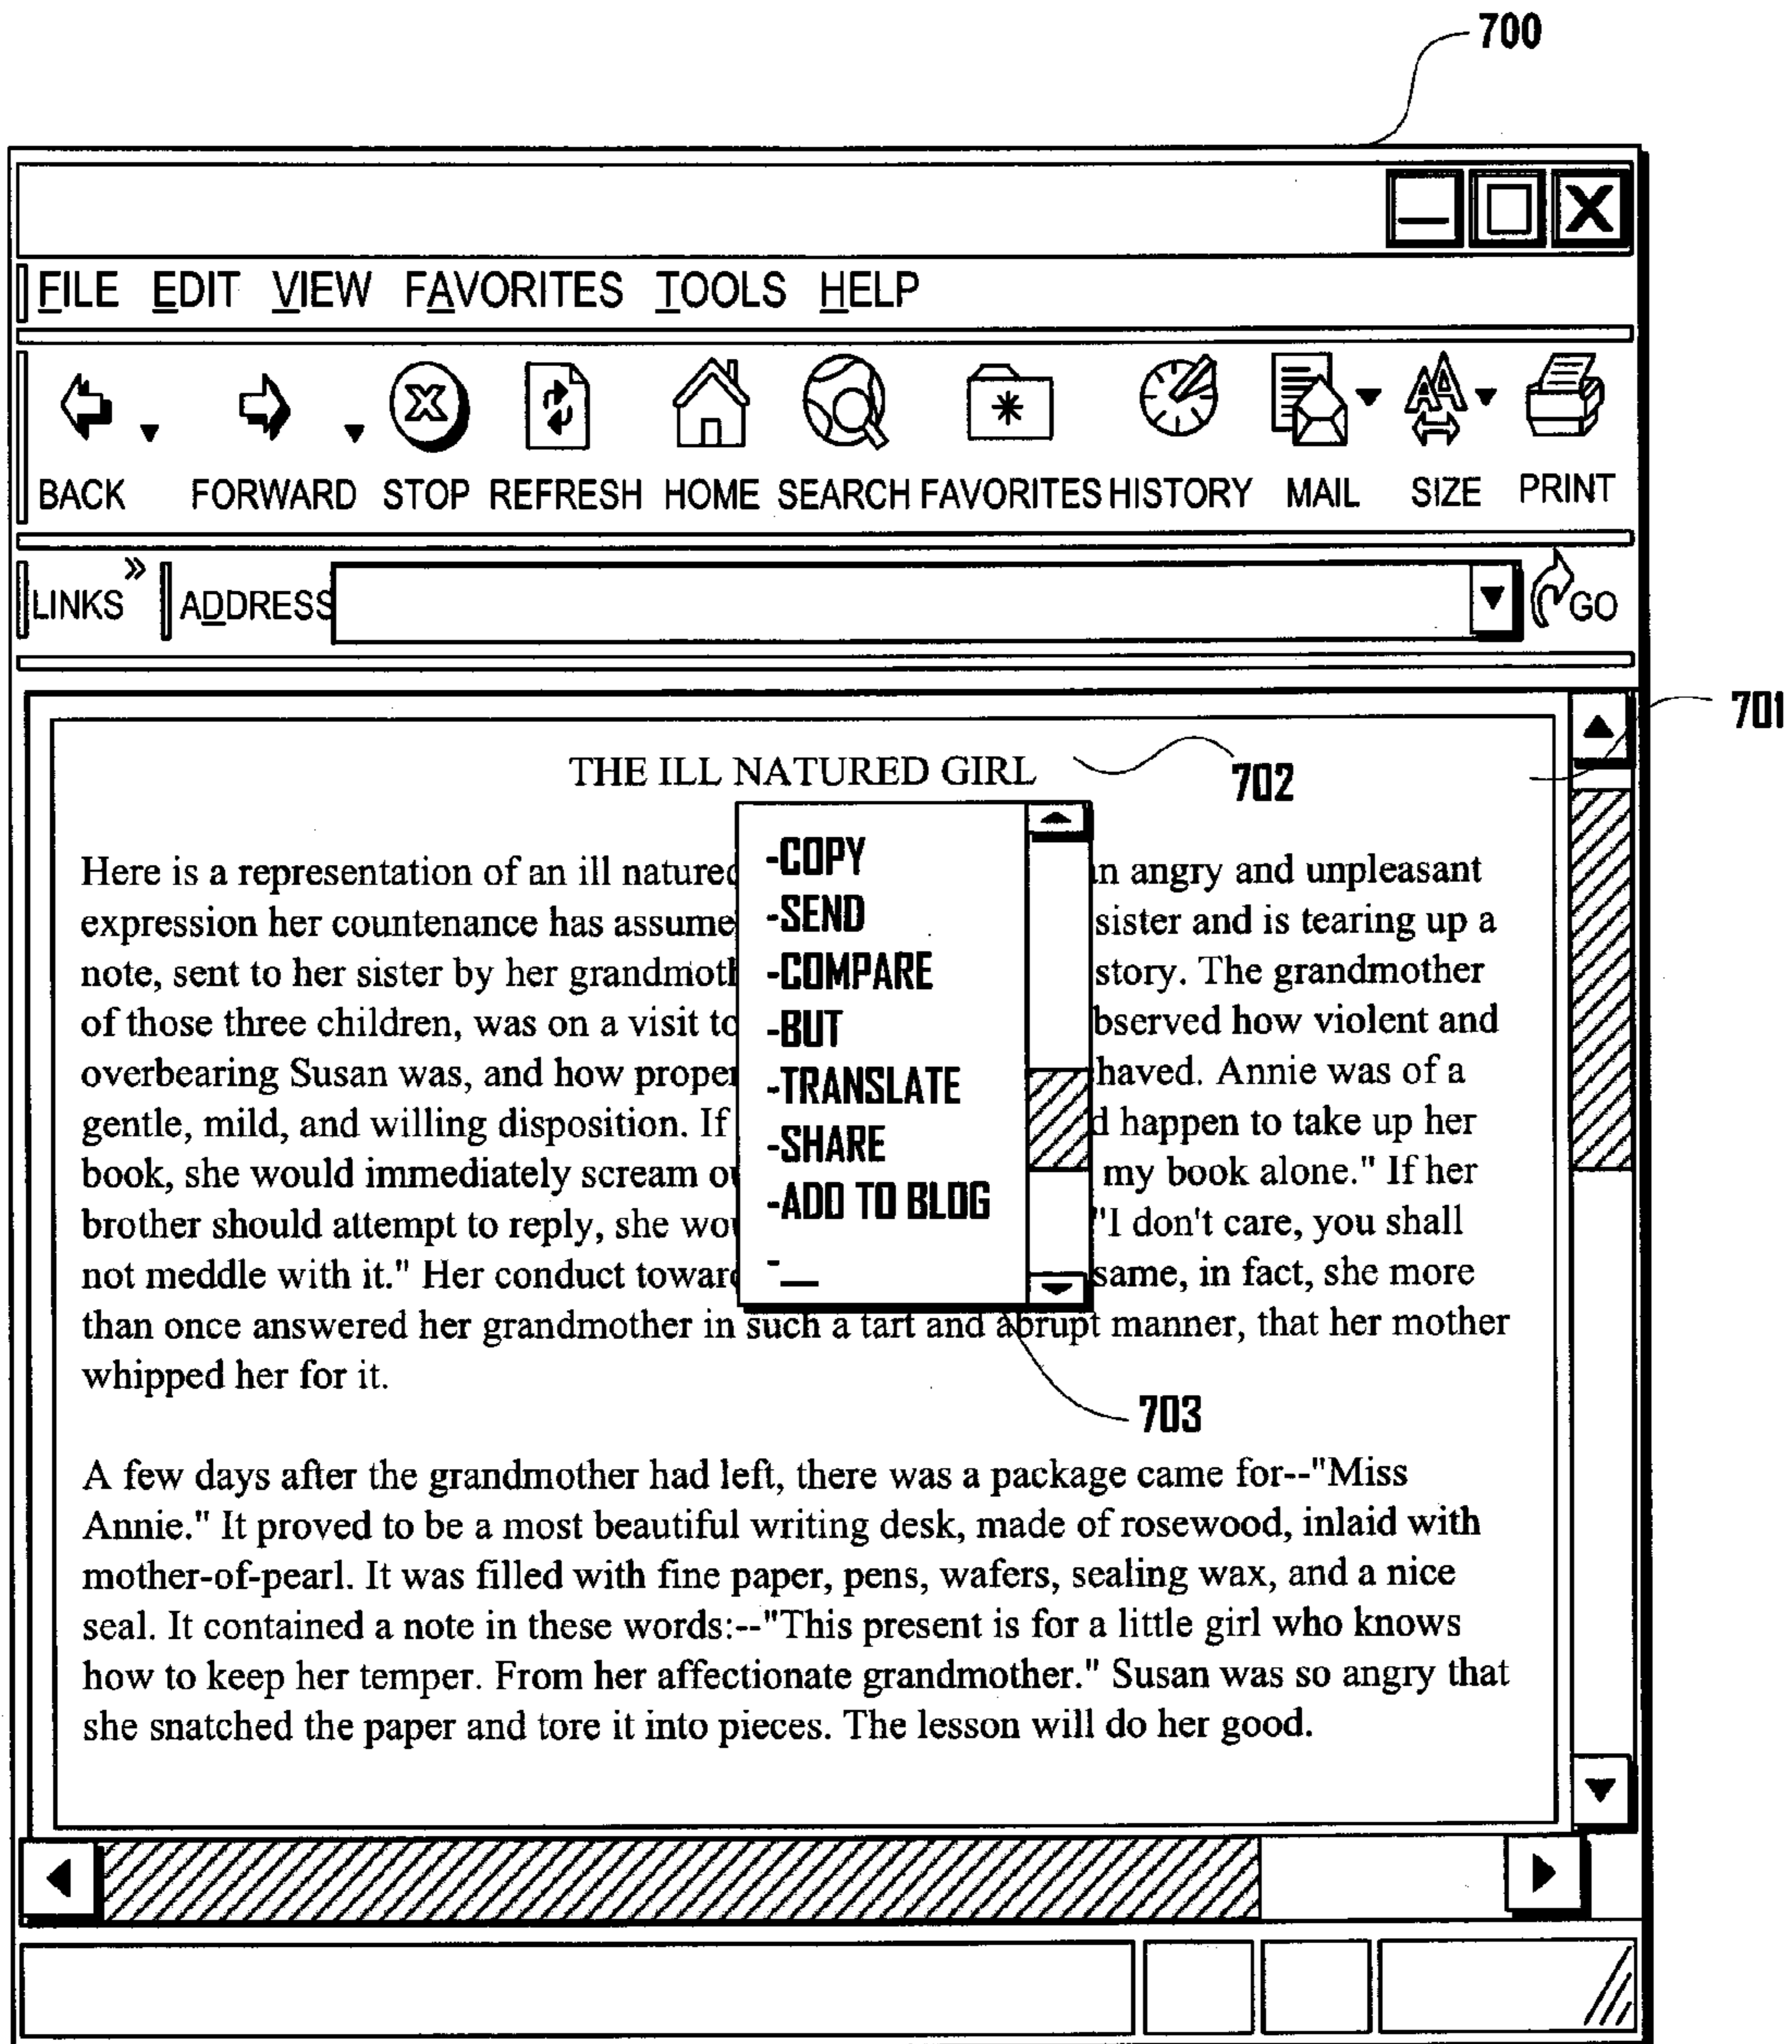 700
FILE EDIT VIEW FAVORITES TOOLS HELP
BACK FORWARD STOP REFRESH HOME SEARCH FAVORITES HISTORY MAIL SIZE PRINT
LINKS » ADDRESS GO
701
THE ILL NATURED GIRL 702
Here is a representation of an ill natured -COPY angry and unpleasant
expression her countenance has -SEND sister and is tearing up a
note, sent to her sister by her -COMPARE story. The grandmother
of those three children, was on a visit -BUT how violent and
overbearing Susan was, and how -TRANSLATE Annie was of a
gentle, mild, and willing disposition. If -SHARE happen to take up her
book, she would immediately scream -ADD TO BLOG my book alone." If her
brother should attempt to reply, she "I don't care, you shall
not meddle with it." Her conduct -__ same, in fact, she more
than once answered her grandmother in such a tart and abrupt manner, that her mother
whipped her for it.
703
A few days after the grandmother had left, there was a package came for--"Miss
Annie." It proved to be a most beautiful writing desk, made of rosewood, inlaid with
mother-of-pearl. It was filled with fine paper, pens, wafers, sealing wax, and a nice
seal. It contained a note in these words:--"This present is for a little girl who knows
how to keep her temper. From her affectionate grandmother." Susan was so angry that
she snatched the paper and tore it into pieces. The lesson will do her good.